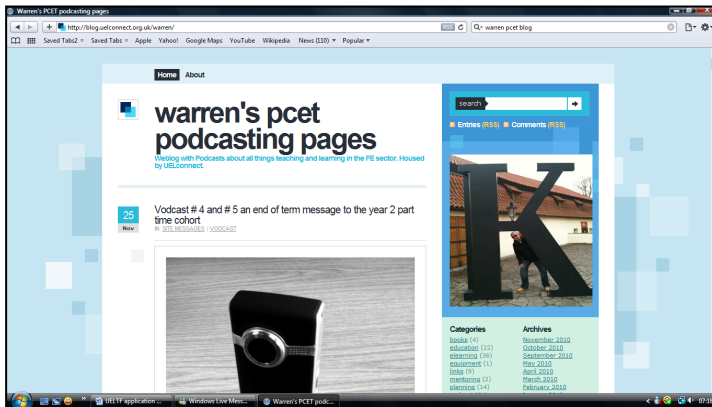 Warren's PCET podcasting pages
http://blog.uelconnect.org.uk/warren/
RSS
warren pcet blog
Saved Tabs2
Saved Tabs
Apple
Yahoo!
Google Maps
YouTube
Wikipedia
News (110)
Popular
Home
About
warren's pcet
podcasting pages
Weblog with Podcasts about all things teaching and learning in the FE sector. Housed
by UELconnect.
25
Nov
Vodcast # 4 and # 5 an end of term message to the year 2 part
time cohort
IN: SITE MESSAGES | VODCAST
search
Entries (RSS)
Comments (RSS)
K
Categories
books (4)
education (22)
elearning (36)
equipment (1)
links (9)
mentoring (2)
planning (14)
Archives
November 2010
October 2010
September 2010
May 2010
April 2010
March 2010
February 2010
UELTF application ...
Windows Live Mess...
Warren's PCET podc...
07:18